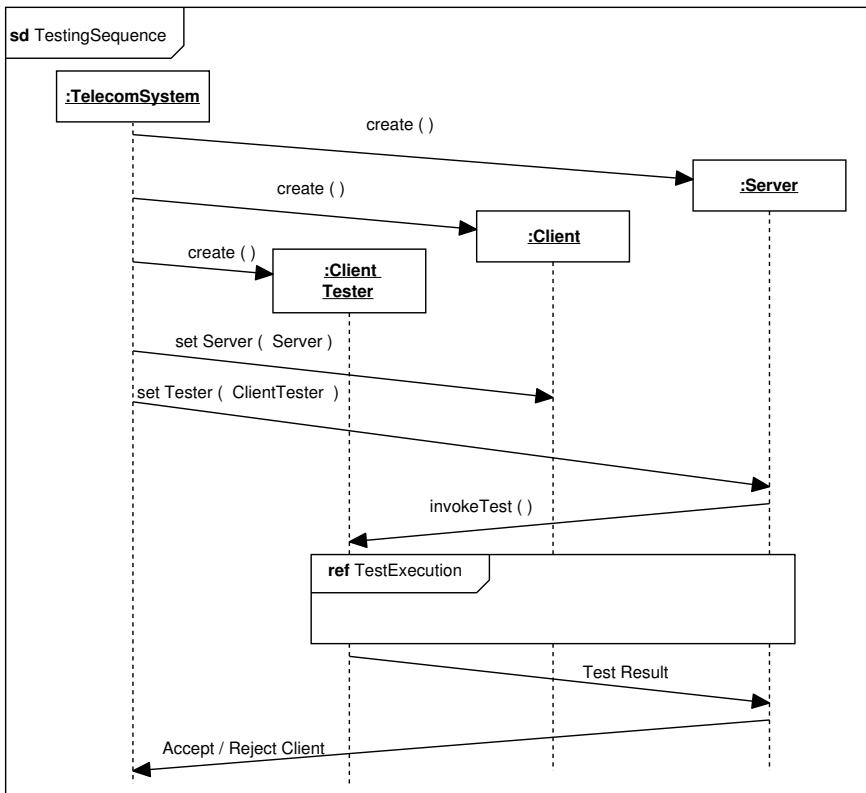 sd TestingSequence
:TelecomSystem
create ( )
:Server
create ( )
:Client
create ( )
:Client
Tester
set Server ( Server )
set Tester ( ClientTester )
invokeTest ( )
ref TestExecution
Test Result
Accept / Reject Client